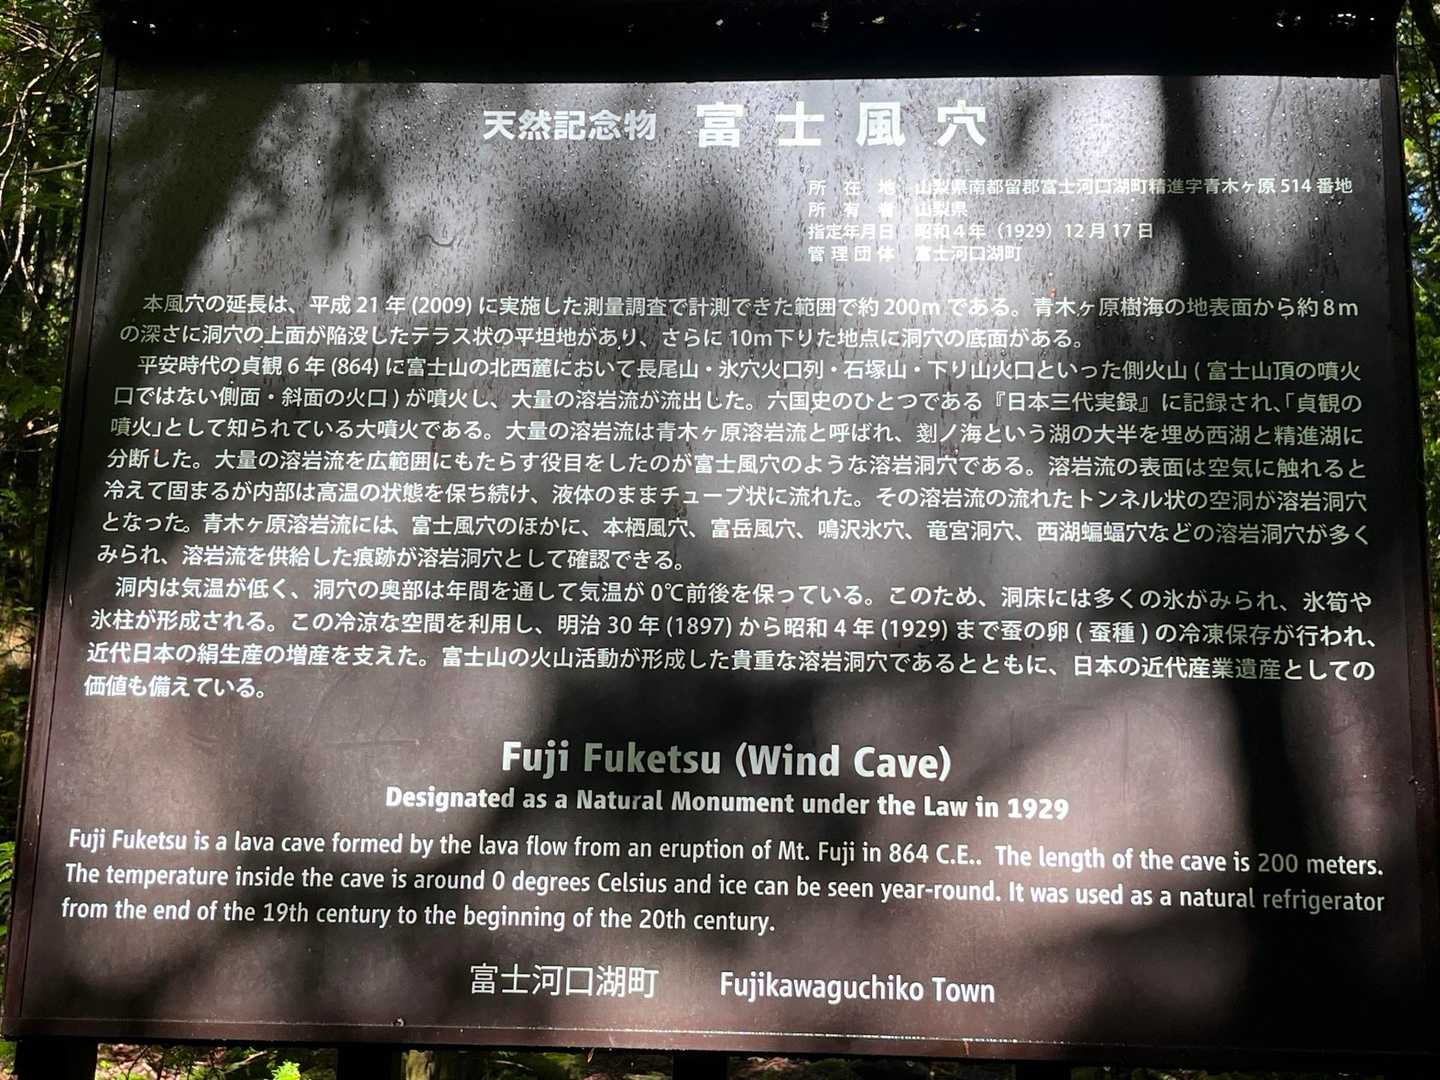 天然記念物 富士風穴
所在地 山梨県南都留郡富士河口湖町精進字青木ヶ原514番地
所有者 山梨県
指定年月日 昭和4年（1929）12月17日
管理団体 富士河口湖町
本風穴の延長は、平成21年(2009)に実施した測量調査で計測できた範囲で約200mである。青木ヶ原樹海の地表面から約8m
の深さに洞穴の上面が陥没したテラス状の平坦地があり、さらに10m下りた地点に洞穴の底面がある。
平安時代の貞観6年(864)に富士山の北西麓において長尾山・氷穴火口列・石塚山・下り山火口といった側火山(富士山頂の噴火
口ではない側面・斜面の火口)が噴火し、大量の溶岩流が流出した。六国史のひとつである『日本三代実録』に記録され、「貞観の
噴火」として知られている大噴火である。大量の溶岩流は青木ヶ原溶岩流と呼ばれ、剗ノ海という湖の大半を埋め西湖と精進湖に
分断した。大量の溶岩流を広範囲にもたらす役目をしたのが富士風穴のような溶岩洞穴である。溶岩流の表面は空気に触れると
冷えて固まるが内部は高温の状態を保ち続け、液体のままチューブ状に流れた。その溶岩流の流れたトンネル状の空洞が溶岩洞穴
となった。青木ヶ原溶岩流には、富士風穴のほかに、本栖風穴、富岳風穴、鳴沢氷穴、竜宮洞穴、西湖蝙蝠穴などの溶岩洞穴が多く
みられ、溶岩流を供給した痕跡が溶岩洞穴として確認できる。
洞内は気温が低く、洞穴の奥部は年間を通して気温が0℃前後を保っている。このため、洞床には多くの氷がみられ、氷筍や
氷柱が形成される。この冷涼な空間を利用し、明治30年(1897)から昭和4年(1929)まで蚕の卵(蚕種)の冷凍保存が行われ、
近代日本の絹生産の増産を支えた。富士山の火山活動が形成した貴重な溶岩洞穴であるとともに、日本の近代産業遺産としての
価値も備えている。
Fuji Fuketsu (Wind Cave)
Designated as a Natural Monument under the Law in 1929
Fuji Fuketsu is a lava cave formed by the lava flow from an eruption of Mt. Fuji in 864 C.E.. The length of the cave is 200 meters.
The temperature inside the cave is around 0 degrees Celsius and ice can be seen year-round. It was used as a natural refrigerator
from the end of the 19th century to the beginning of the 20th century.
富士河口湖町 Fujikawaguchiko Town